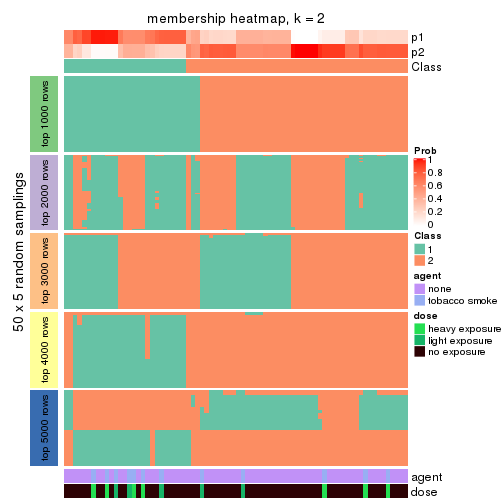 membership heatmap, k = 2
p1
p2
Class
50 x 5 random samplings
top 1000 rows
top 2000 rows
top 3000 rows
top 4000 rows
top 5000 rows
Prob
1
0.8
0.6
0.4
0.2
0
Class
1
2
agent
none
tobacco smoke
dose
heavy exposure
light exposure
no exposure
agent
dose